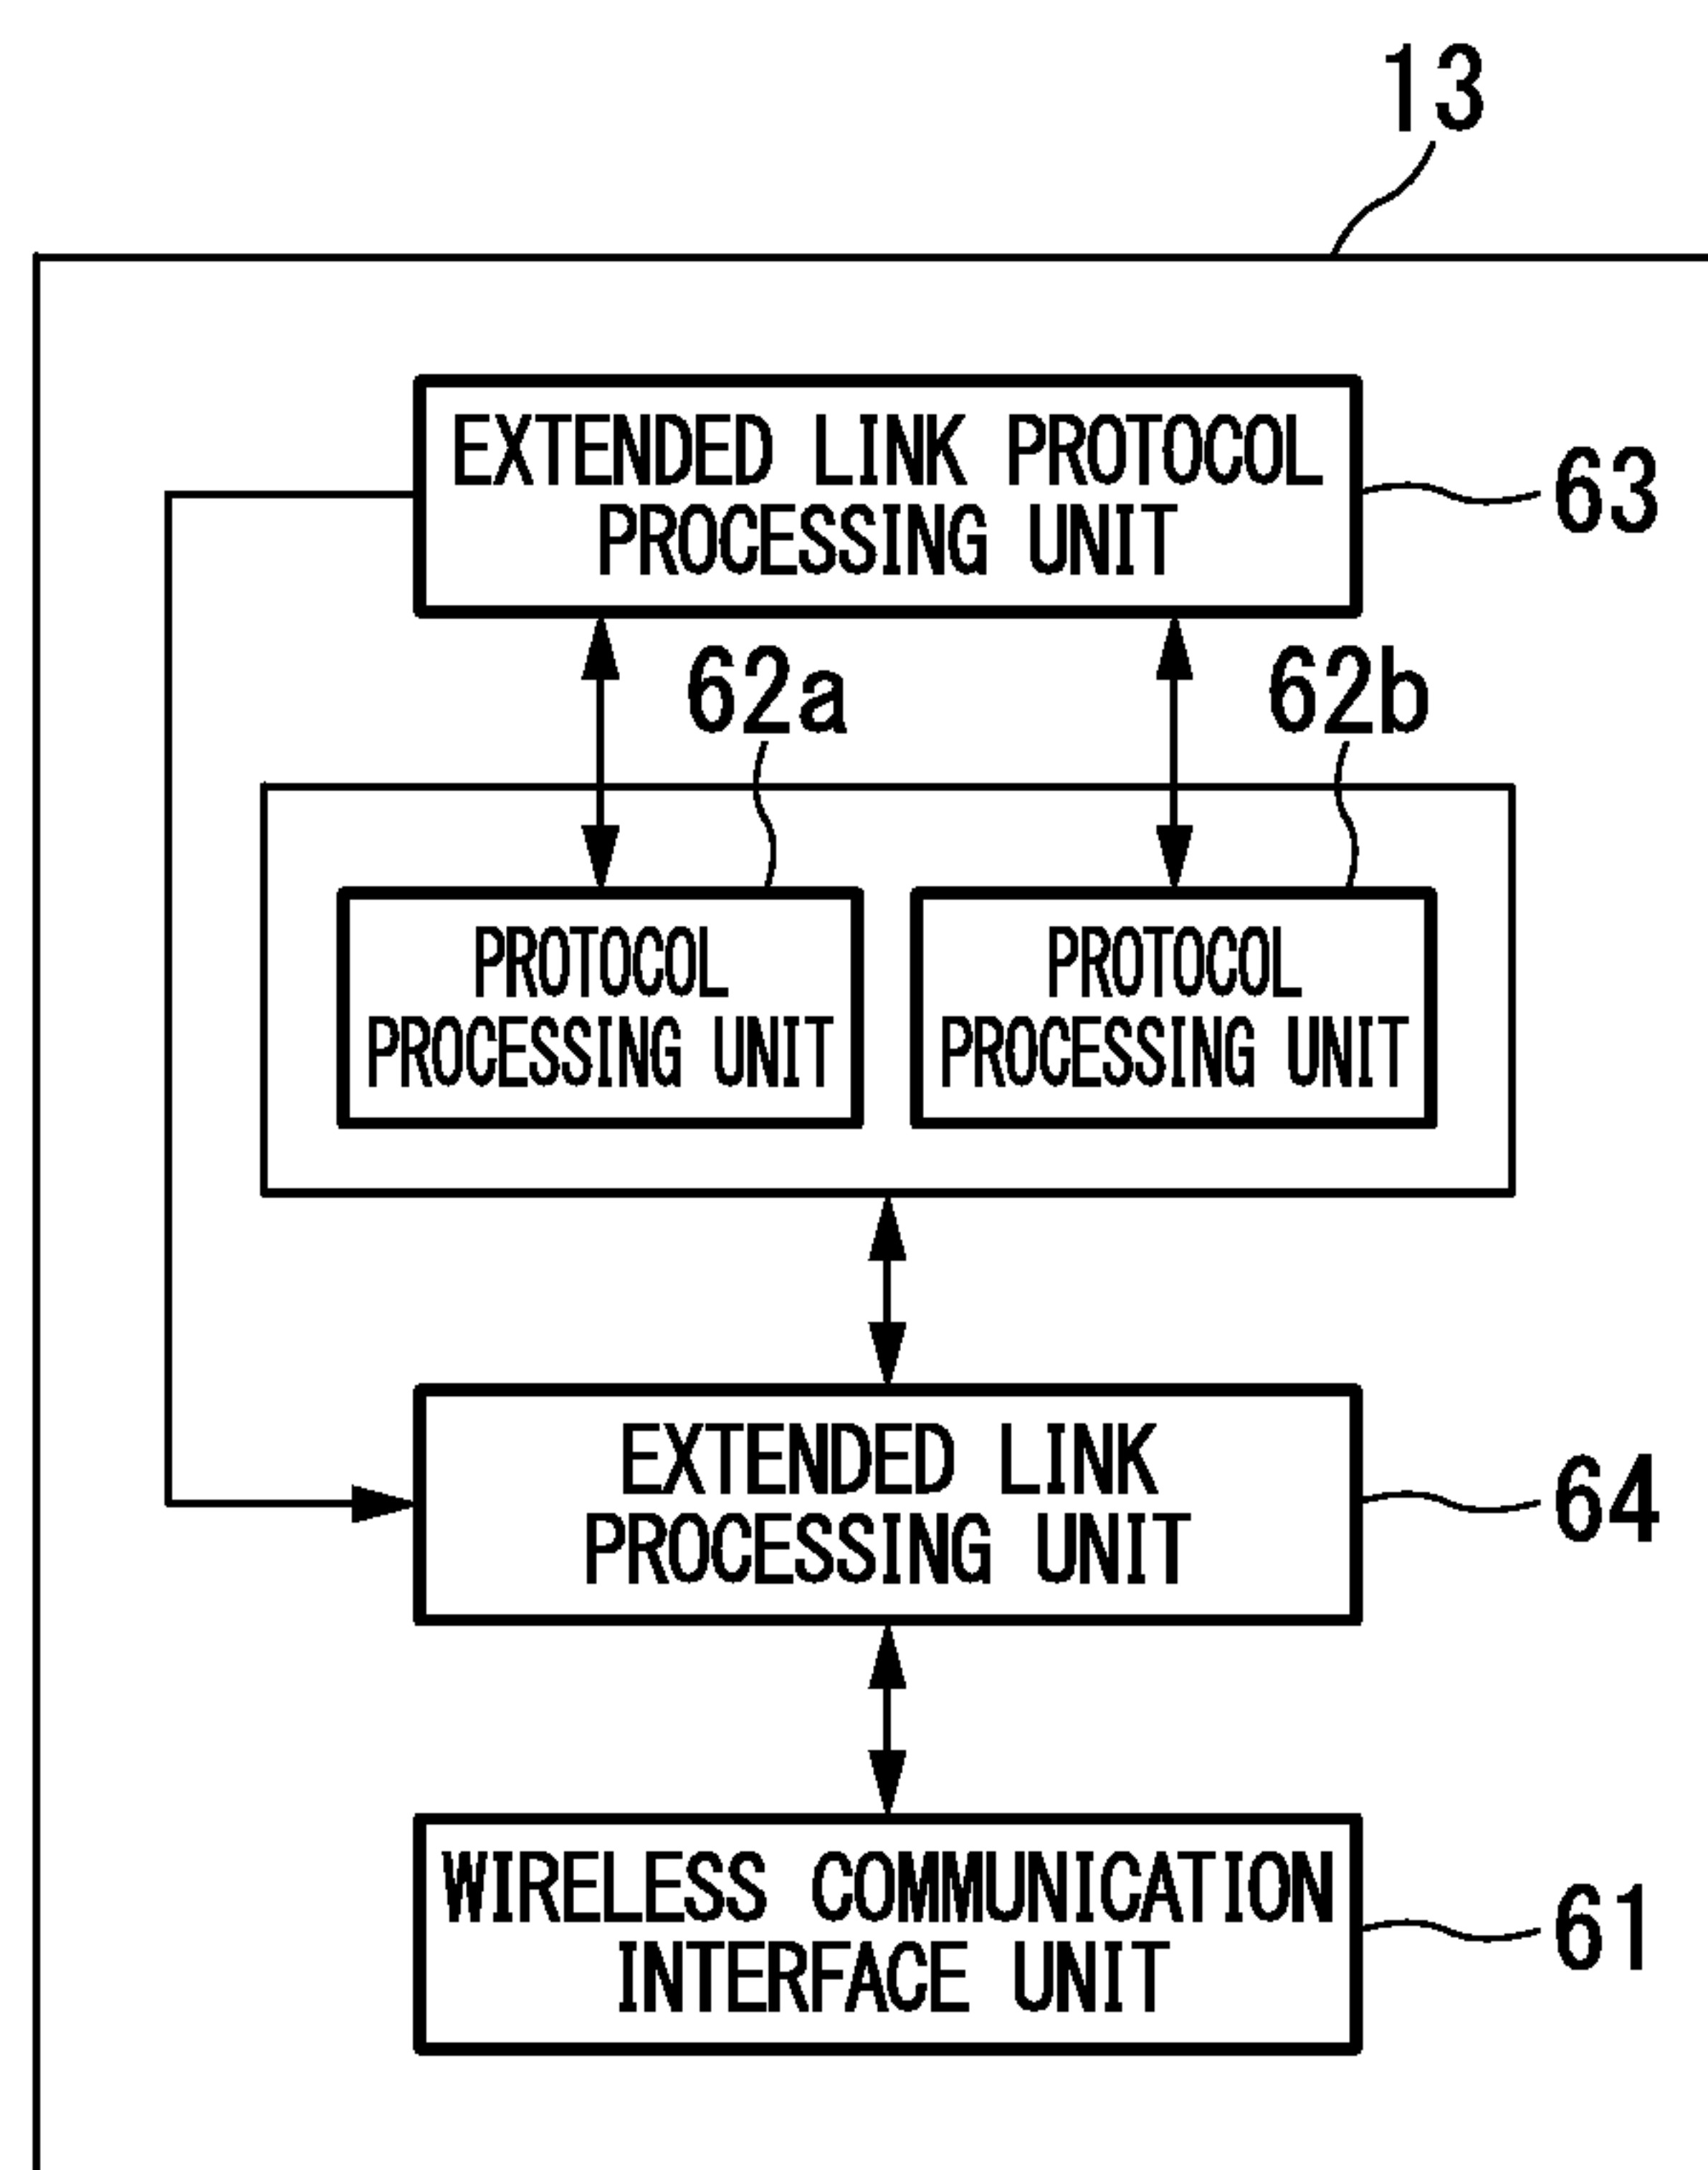 13
EXTENDED LINK PROTOCOL
PROCESSING UNIT
63
62a
62b
PROTOCOL
PROCESSING UNIT
PROTOCOL
PROCESSING UNIT
EXTENDED LINK
PROCESSING UNIT
64
WIRELESS COMMUNICATION
INTERFACE UNIT
61